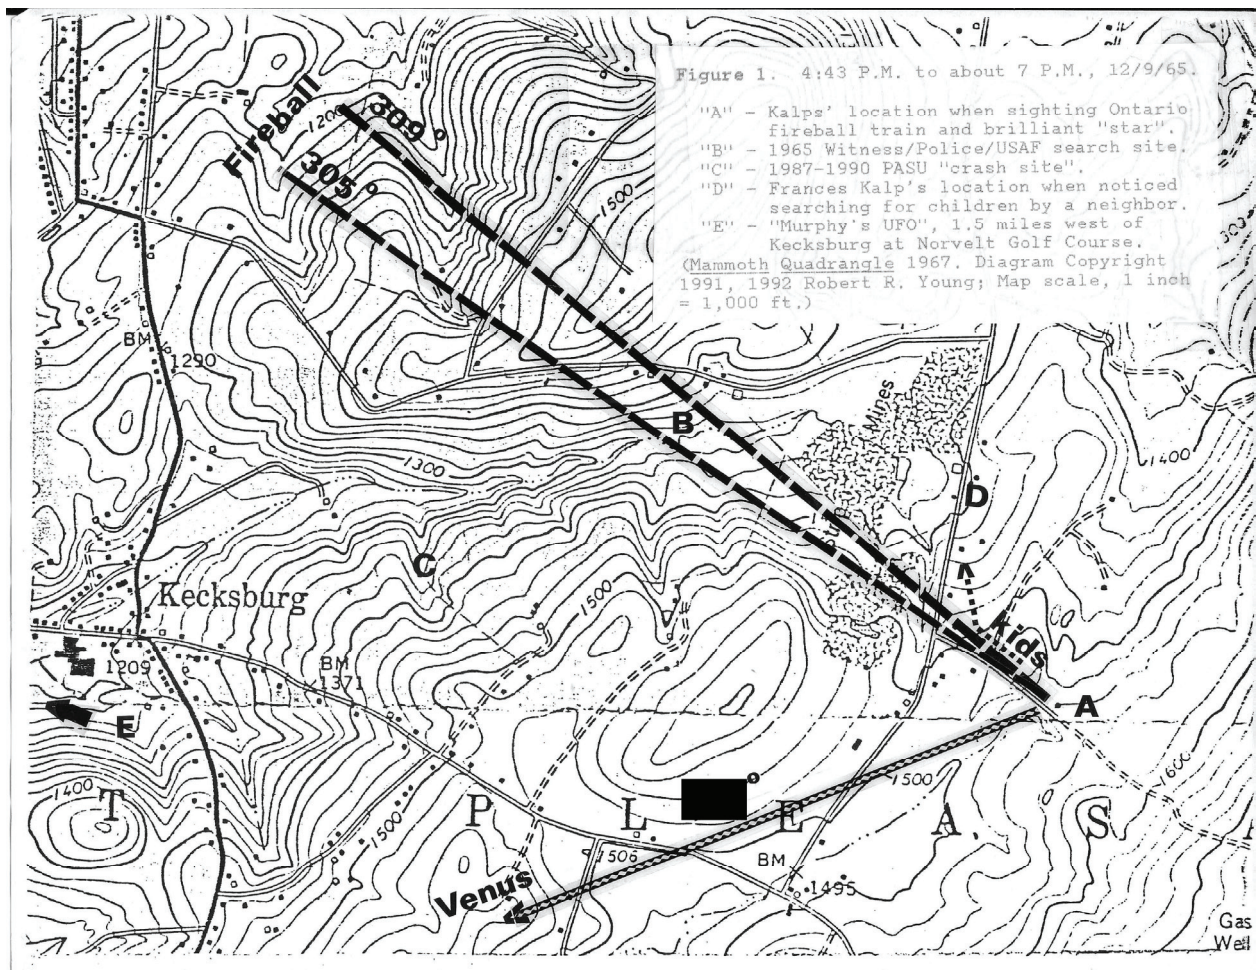 Figure 1. 4:43 P.M. to about 7 P.M., 12/9/65.
"A" - Kalps' location when sighting Ontario
fireball train and brilliant "star".
"B" - 1965 Witness/Police/USAF search site.
"C" - 1987-1990 PASU "crash site".
"D" - Frances Kalp's location when noticed
searching for children by a neighbor.
"E" - "Murphy's UFO", 1.5 miles west of
Kecksburg at Norvelt Golf Course.
(Mammoth Quadrangle 1967. Diagram Copyright
1991, 1992 Robert R. Young; Map scale, 1 inch
= 1,000 ft.)
Fireball
309°
305°
1500
BM
1290
B
Mines
1300
1400
D
C
Kecksburg
1500
Kids
BM
1371
1209
A
E
1500
1600
1400
°
T P L E A S
1500
1506
BM
1495
Venus
Gas
Well